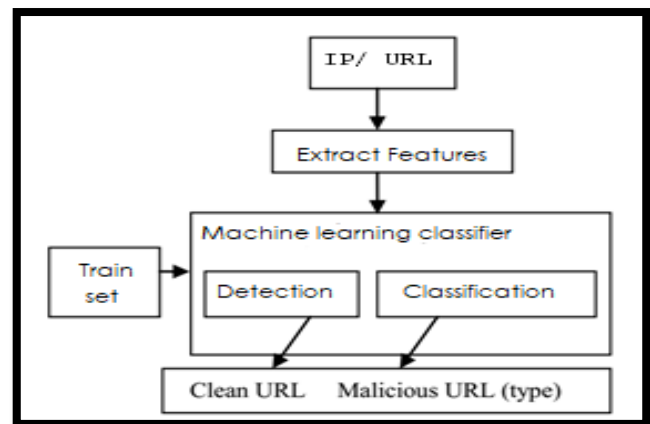 IP/ URL
Extract Features
Machine learning classifier
Train
set
Detection
Classification
Clean URL
Malicious URL (type)